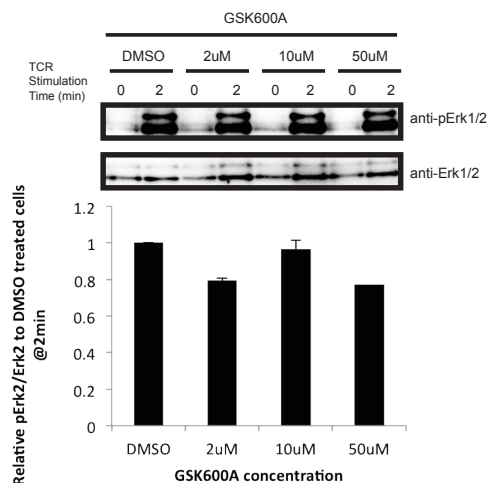 GSK600A
DMSO 2uM 10uM 50uM
TCR
Stimulation
Time (min)
0 2 0 2 0 2 0 2
anti-pErk1/2
anti-Erk1/2
Relative pErk2/Erk2 to DMSO treated cells
@2min
1.2
1
0.8
0.6
0.4
0.2
0
DMSO 2uM 10uM 50uM
GSK600A concentration